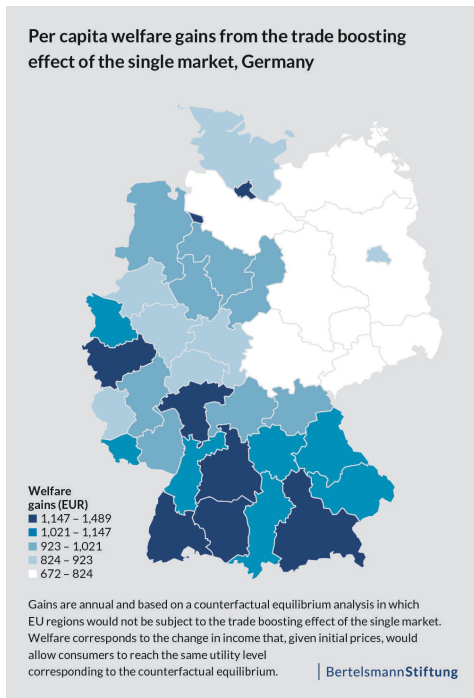 Per capita welfare gains from the trade boosting
effect of the single market, Germany
Welfare
gains (EUR)
1,147 – 1,489
1,021 – 1,147
923 – 1,021
824 – 923
672 – 824
Gains are annual and based on a counterfactual equilibrium analysis in which
EU regions would not be subject to the trade boosting effect of the single market.
Welfare corresponds to the change in income that, given initial prices, would
allow consumers to reach the same utility level
corresponding to the counterfactual equilibrium.
| BertelsmannStiftung